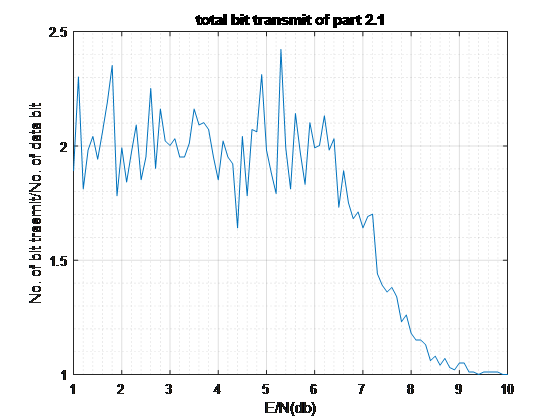 total bit transmit of part 2.1
2.5
2
1.5
1
No. of bit trasmit/No. of data bit
1 2 3 4 5 6 7 8 9 10
E/N(db)